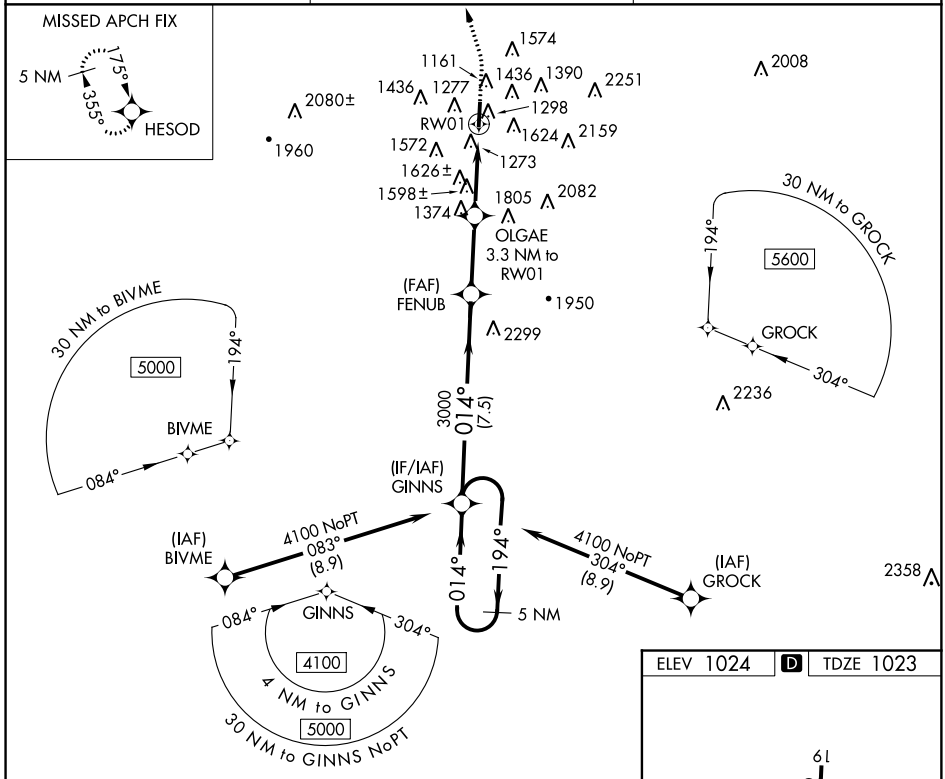 MISSED APCH FIX
5 NM
175°
355°
HESOD
2080±
1960
1574
1161
1436
1390
1436
1277
2251
2008
1298
RW01
1624
2159
1572
1273
1626±
1598±
1374
1805
2082
OLGAE
3.3 NM to
RW01
(FAF)
FENUB
1950
2299
30 NM to GROCK
194°
5600
GROCK
304°
2236
30 NM to BIVME
194°
5000
BIVME
084°
3000
014°
(7.5)
(IF/IAF)
GINNS
4100 NoPT
083°
(8.9)
(IAF)
BIVME
014°
194°
5 NM
4100 NoPT
304°
(8.9)
(IAF)
GROCK
2358
084°
GINNS
304°
4100
4 NM to GINNS
5000
30 NM to GINNS NoPT
ELEV 1024
D
TDZE 1023
19